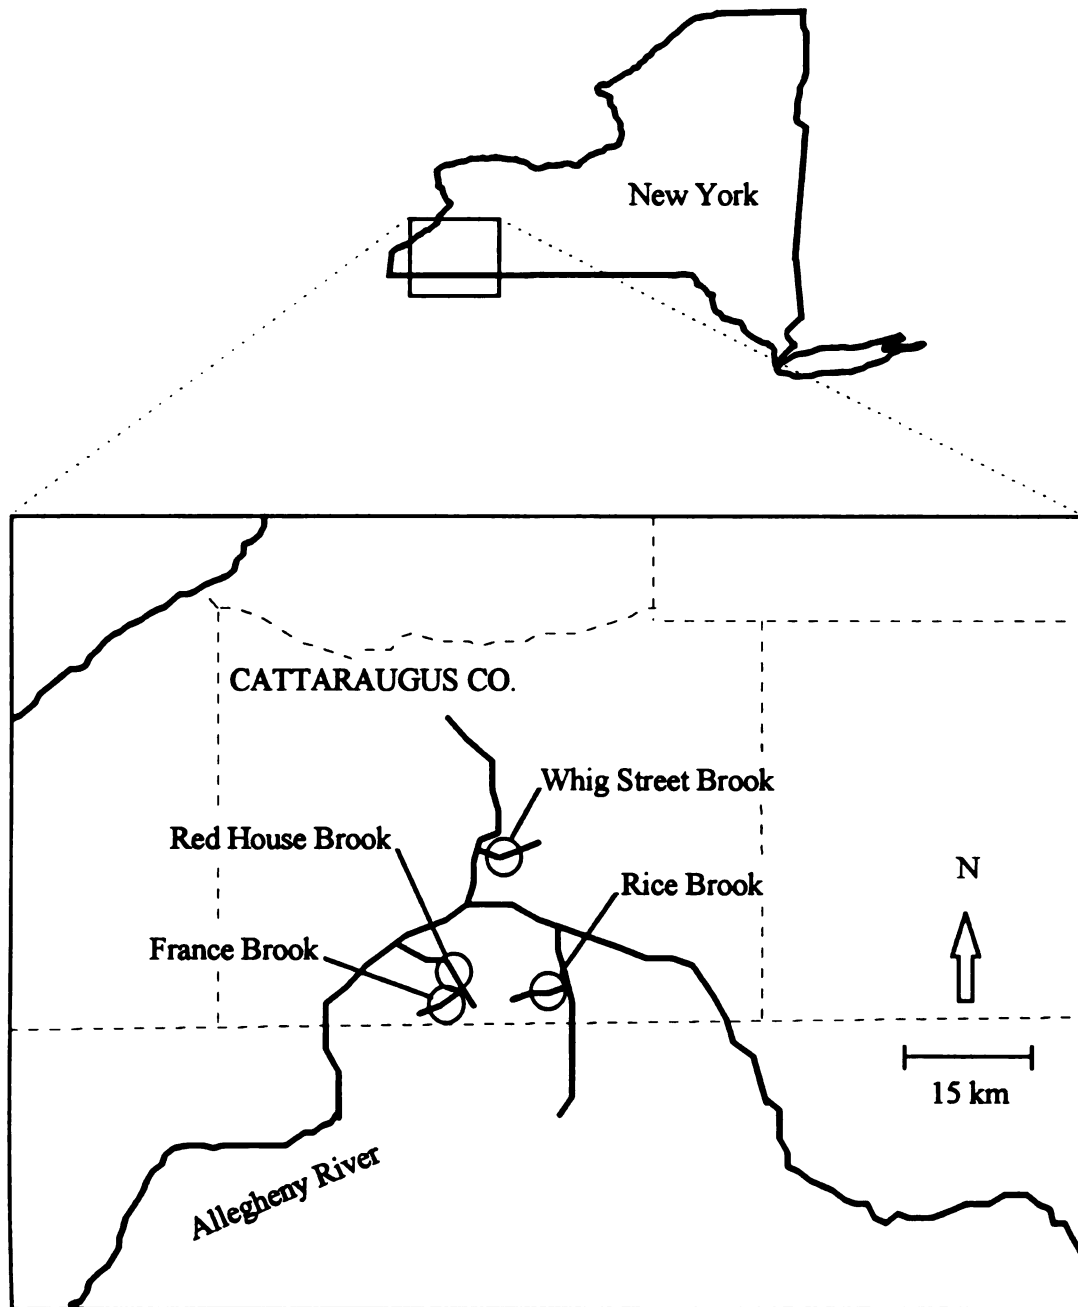 New York
CATTARAUGUS CO.
Whig Street Brook
Red House Brook
Rice Brook
N
France Brook
15 km
Allegheny River